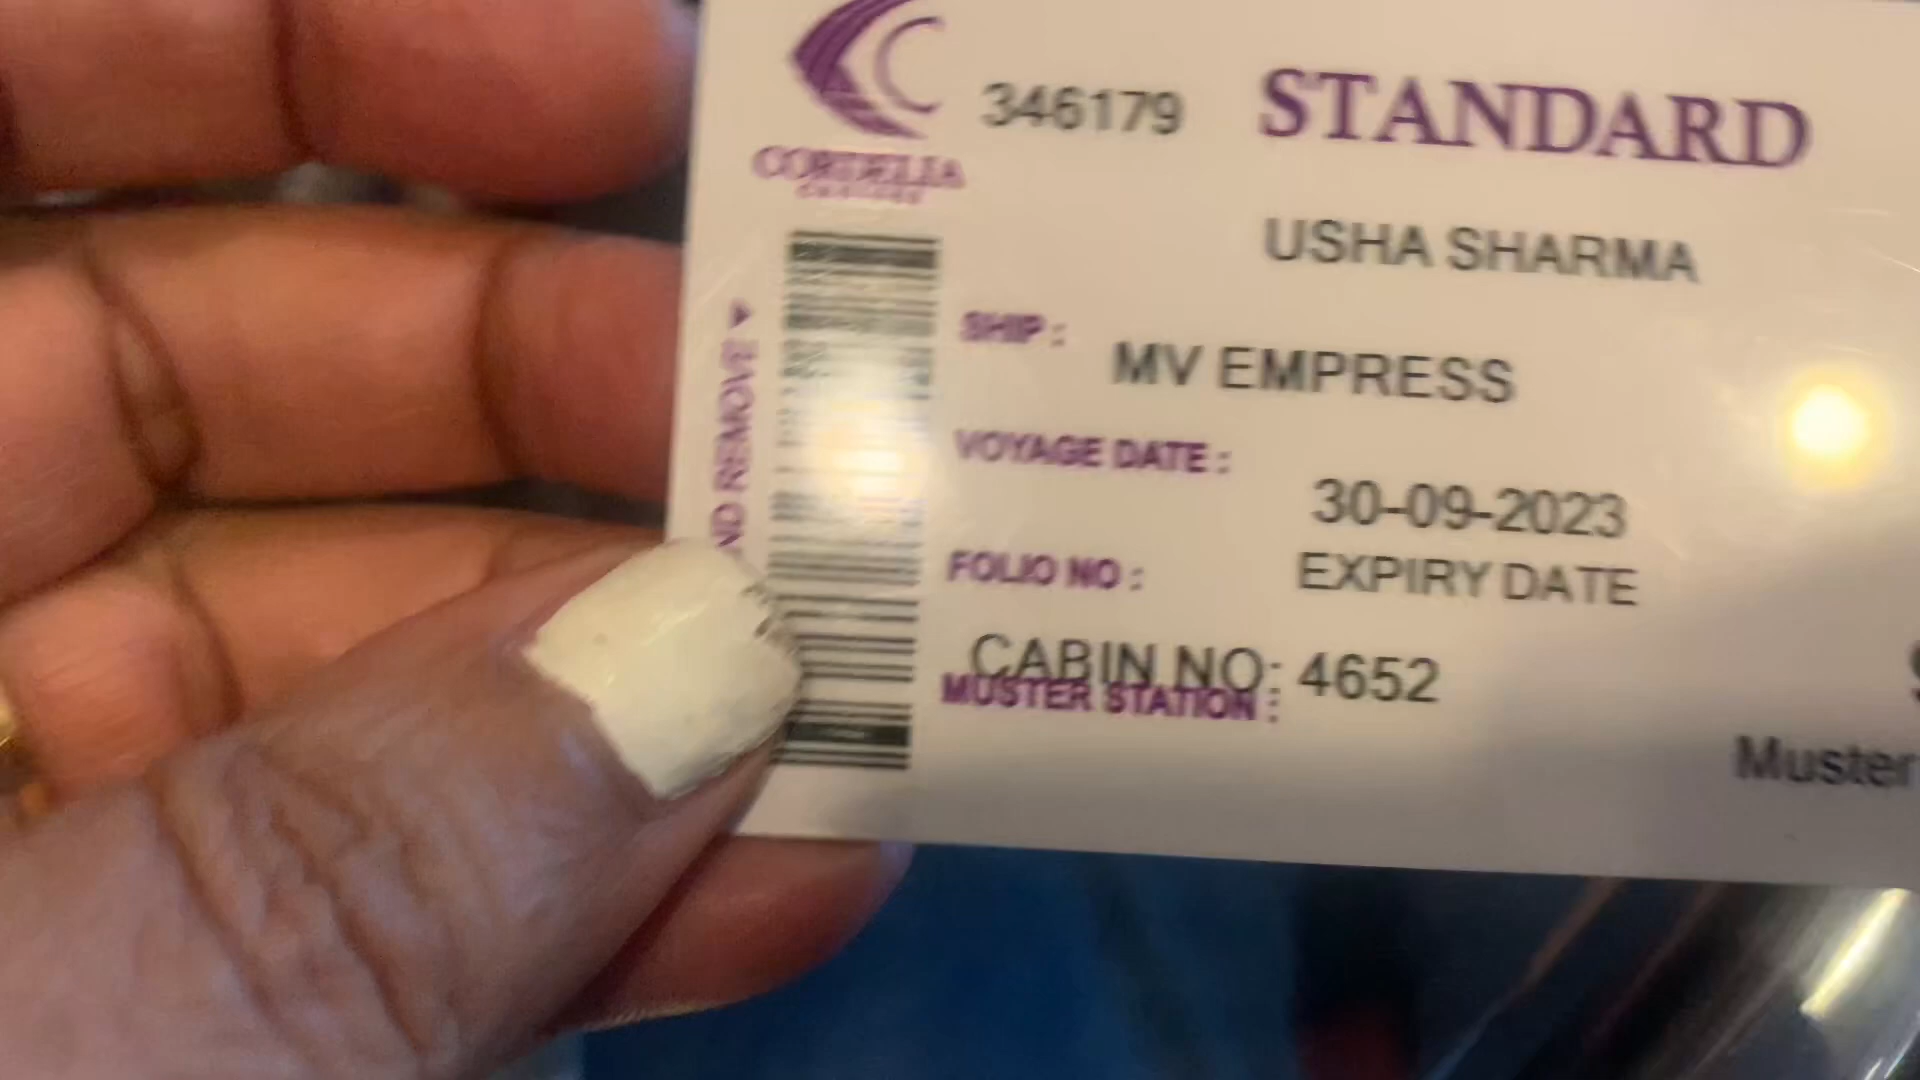 346179
STANDARD
CORDELIA
CRUISES
USHA SHARMA
SHIP :
MV EMPRESS
VOYAGE DATE :
30-09-2023
FOLIO NO :
EXPIRY DATE
CABIN NO: 4652
MUSTER STATION :
Muster